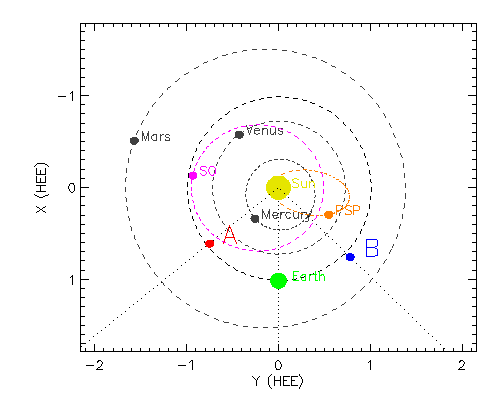 -1
Venus
Mars
SO
X (HEE)
0
Sun
Mercury
PSP
A
B
1
Earth
-2
-1
0
1
2
Y (HEE)